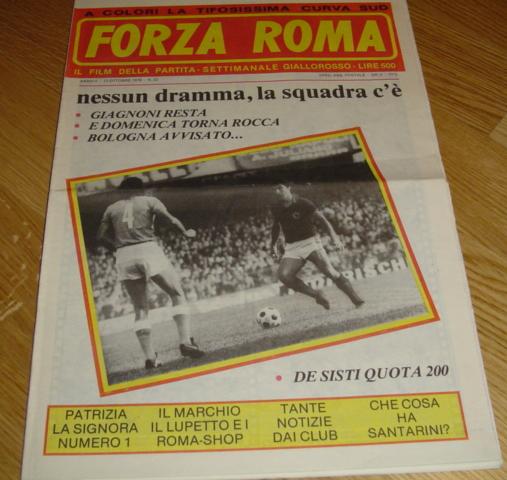 A COLORI LA TIFOSISSIMA CURVA SUD
FORZA ROMA
IL FILM DELLA PARTITA - SETTIMANALE GIALLOROSSO - LIRE 500
OTTOBRE
nessun dramma, la squadra c'è
• GIAGNONI RESTA
• E DOMENICA TORNA ROCCA
• BOLOGNA AVVISATO...
4
• DE SISTI QUOTA 200
PATRIZIA
LA SIGNORA
NUMERO 1
IL MARCHIO
IL LUPETTO E I
ROMA-SHOP
TANTE
NOTIZIE
DAI CLUB
CHE COSA
HA
SANTARINI?